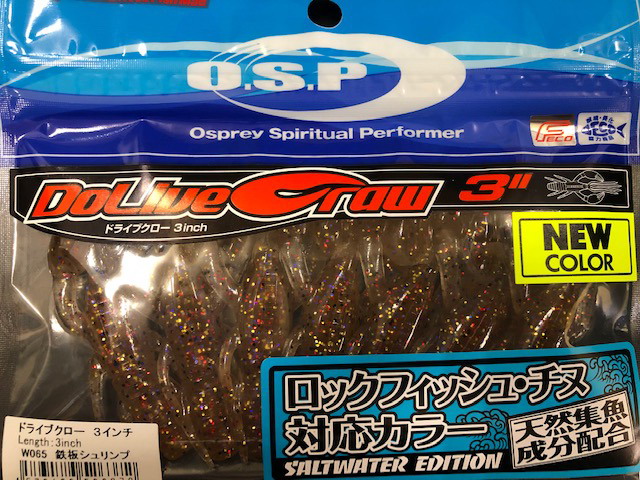 O.S.P
Osprey Spiritual Performer
FECO
DoLiveCraw 3"
ドライブクロー 3inch
NEW
COLOR
ロックフィッシュ・チヌ
対応カラー
天然集魚
成分配合
SALTWATER EDITION
ドライブクロー 3インチ
Length:3inch
W065 鉄板シュリンプ